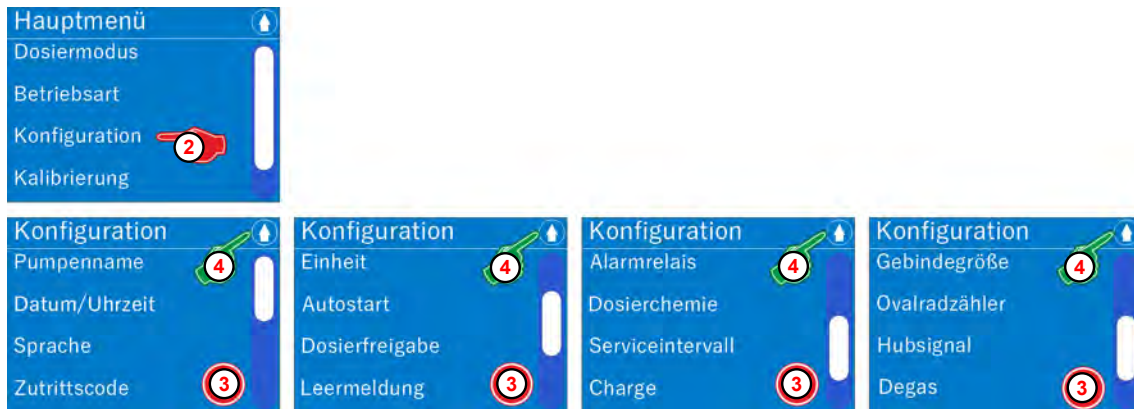 Hauptmenü
Dosiermodus
Betriebsart
Konfiguration 2
Kalibrierung
Konfiguration
Pumpenname 4
Datum/Uhrzeit
Sprache
Zutrittscode 3
Konfiguration
Einheit 4
Autostart
Dosierfreigabe
Leermeldung 3
Konfiguration
Alarmrelais 4
Dosierchemie
Serviceintervall
Charge 3
Konfiguration
Gebindegröße 4
Ovalradzähler
Hubsignal
Degas 3